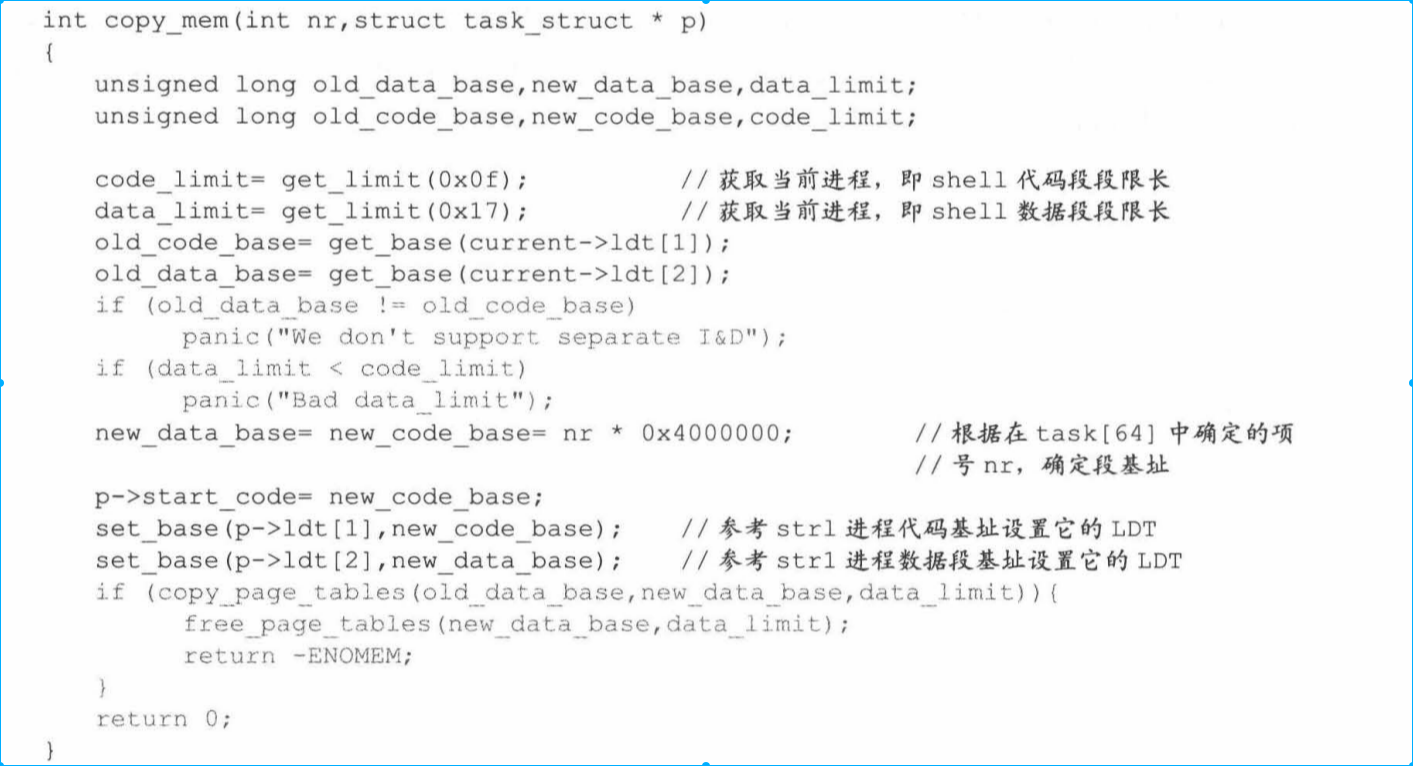 int copy_mem(int nr,struct task_struct * p)
{
unsigned long old_data_base,new_data_base,data_limit;
unsigned long old_code_base,new_code_base,code_limit;
code_limit= get_limit(0x0f); // 获取当前进程，即 shell 代码段段限长
data_limit= get_limit(0x17); // 获取当前进程，即 shell 数据段段限长
old_code_base= get_base(current->ldt[1]);
old_data_base= get_base(current->ldt[2]);
if (old_data_base != old_code_base)
panic("We don't support separate I&D");
if (data_limit < code_limit)
panic("Bad data_limit");
new_data_base= new_code_base= nr * 0x4000000; // 根据在 task[64] 中确定的项
// 号 nr，确定段基址
p->start_code= new_code_base;
set_base(p->ldt[1],new_code_base); // 参考 str1 进程代码基址设置它的 LDT
set_base(p->ldt[2],new_data_base); // 参考 str1 进程数据段基址设置它的 LDT
if (copy_page_tables(old_data_base,new_data_base,data_limit)){
free_page_tables(new_data_base,data_limit);
return -ENOMEM;
}
return 0;
}